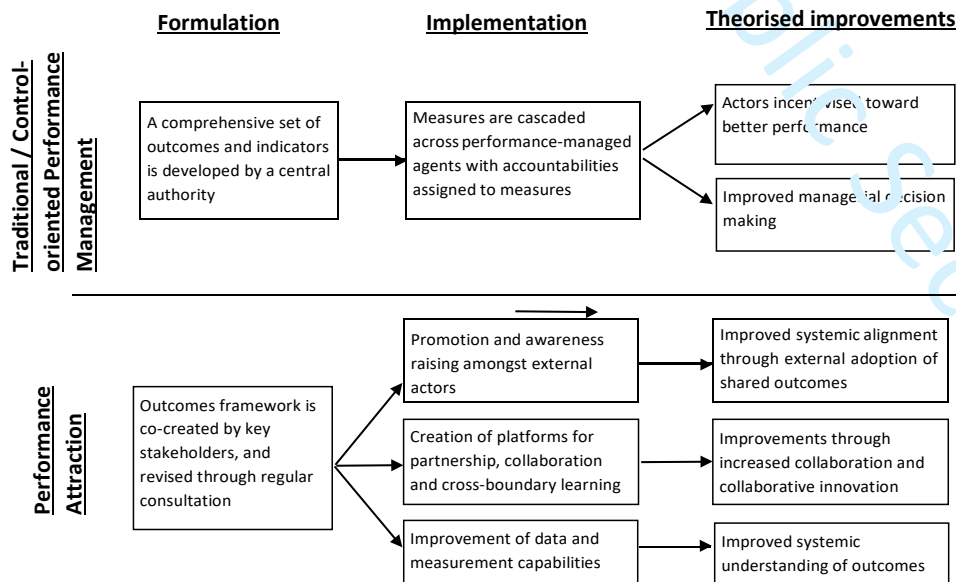 Formulation
Implementation
Theorised improvements
Traditional / Control-
oriented Performance
Management
A comprehensive set of
outcomes and indicators
is developed by a central
authority
Measures are cascaded
across performance-managed
agents with accountabilities
assigned to measures
Actors incentivised toward
better performance
Improved managerial decision
making
Performance
Attraction
Outcomes framework is
co-created by key
stakeholders, and
revised through regular
consultation
Promotion and awareness
raising amongst external
actors
Creation of platforms for
partnership, collaboration
and cross-boundary learning
Improvement of data and
measurement capabilities
Improved systemic alignment
through external adoption of
shared outcomes
Improvements through
increased collaboration and
collaborative innovation
Improved systemic
understanding of outcomes